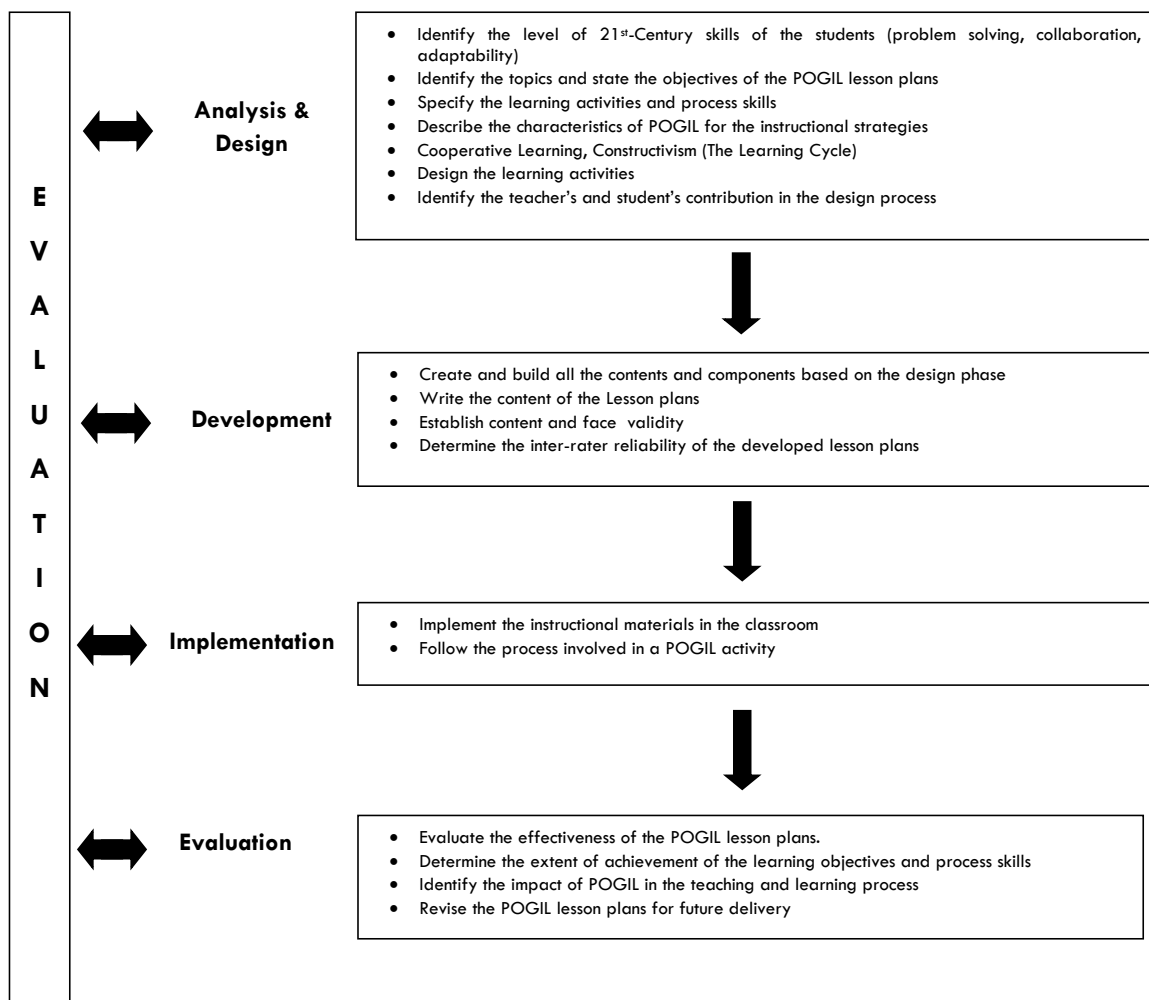 EVALUATION
Analysis &
Design
• Identify the level of 21st-Century skills of the students (problem solving, collaboration,
adaptability)
• Identify the topics and state the objectives of the POGIL lesson plans
• Specify the learning activities and process skills
• Describe the characteristics of POGIL for the instructional strategies
• Cooperative Learning, Constructivism (The Learning Cycle)
• Design the learning activities
• Identify the teacher’s and student’s contribution in the design process
Development
• Create and build all the contents and components based on the design phase
• Write the content of the Lesson plans
• Establish content and face validity
• Determine the inter-rater reliability of the developed lesson plans
Implementation
• Implement the instructional materials in the classroom
• Follow the process involved in a POGIL activity
Evaluation
• Evaluate the effectiveness of the POGIL lesson plans.
• Determine the extent of achievement of the learning objectives and process skills
• Identify the impact of POGIL in the teaching and learning process
• Revise the POGIL lesson plans for future delivery